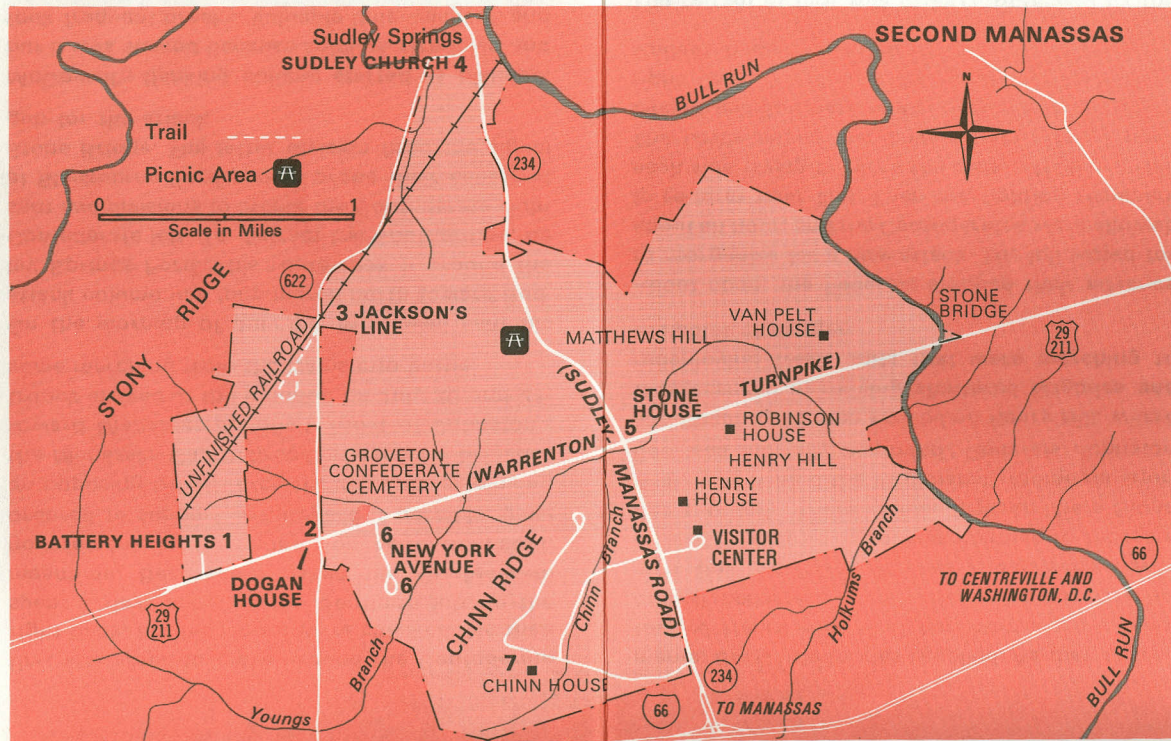 SECOND MANASSAS
Sudley Springs
SUDLEY CHURCH 4
BULL RUN
N
Trail
Picnic Area
0 1
Scale in Miles
234
622
STONY RIDGE
3 JACKSON'S
LINE
UNFINISHED RAILROAD
MATTHEWS HILL
VAN PELT
HOUSE
STONE
BRIDGE
29
211
(SUDLEY-
MANASSAS ROAD)
STONE
HOUSE
5
(WARRENTON TURNPIKE)
ROBINSON
HOUSE
HENRY HILL
HENRY
HOUSE
VISITOR
CENTER
GROVETON
CONFEDERATE
CEMETERY
BATTERY HEIGHTS 1
2
DOGAN
HOUSE
6
NEW YORK
AVENUE
6
CHINN RIDGE
Chinn Branch
Holkums Branch
66
TO CENTREVILLE AND
WASHINGTON, D.C.
29
211
Youngs Branch
7
CHINN HOUSE
234
66
TO MANASSAS
BULL RUN